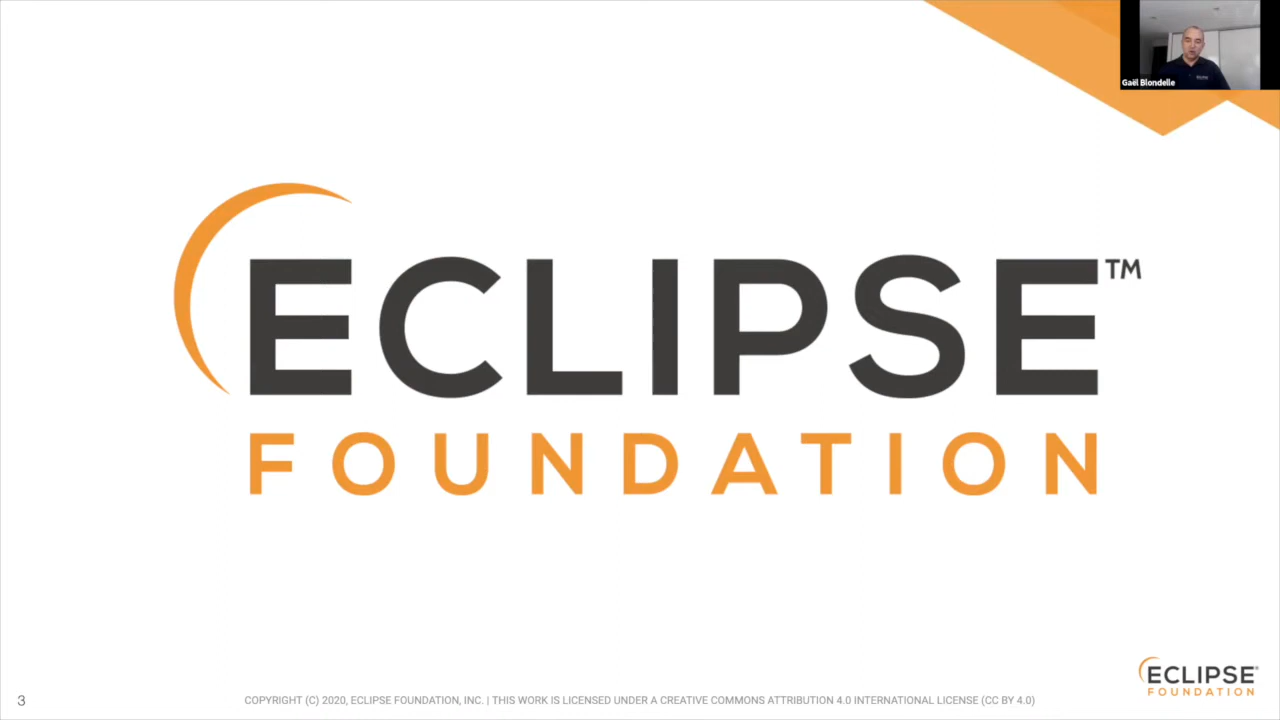 Gaël Blondelle
ECLIPSE™
FOUNDATION
3
COPYRIGHT (C) 2020, ECLIPSE FOUNDATION, INC. | THIS WORK IS LICENSED UNDER A CREATIVE COMMONS ATTRIBUTION 4.0 INTERNATIONAL LICENSE (CC BY 4.0)
ECLIPSE®
FOUNDATION